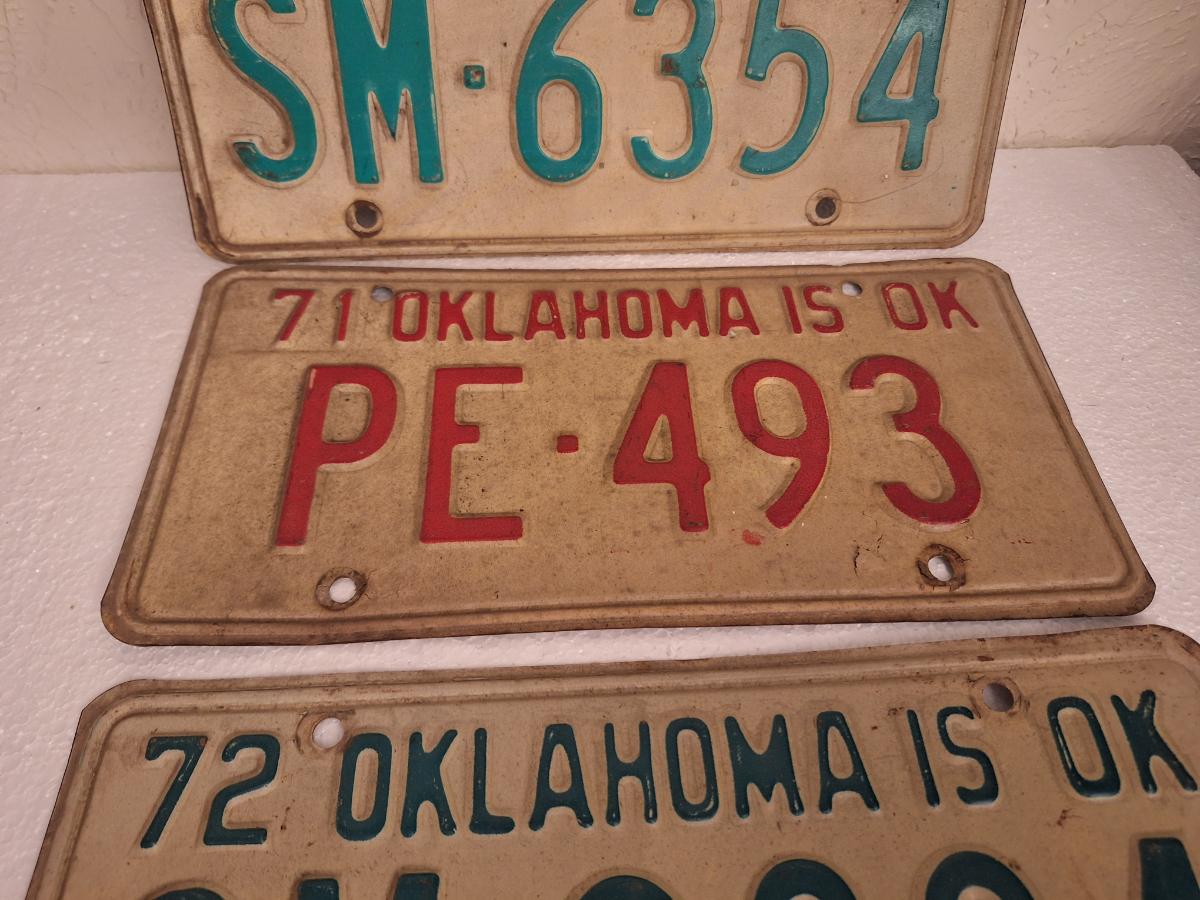 SM·6354
71 OKLAHOMA IS OK
PE·493
72 OKLAHOMA IS OK